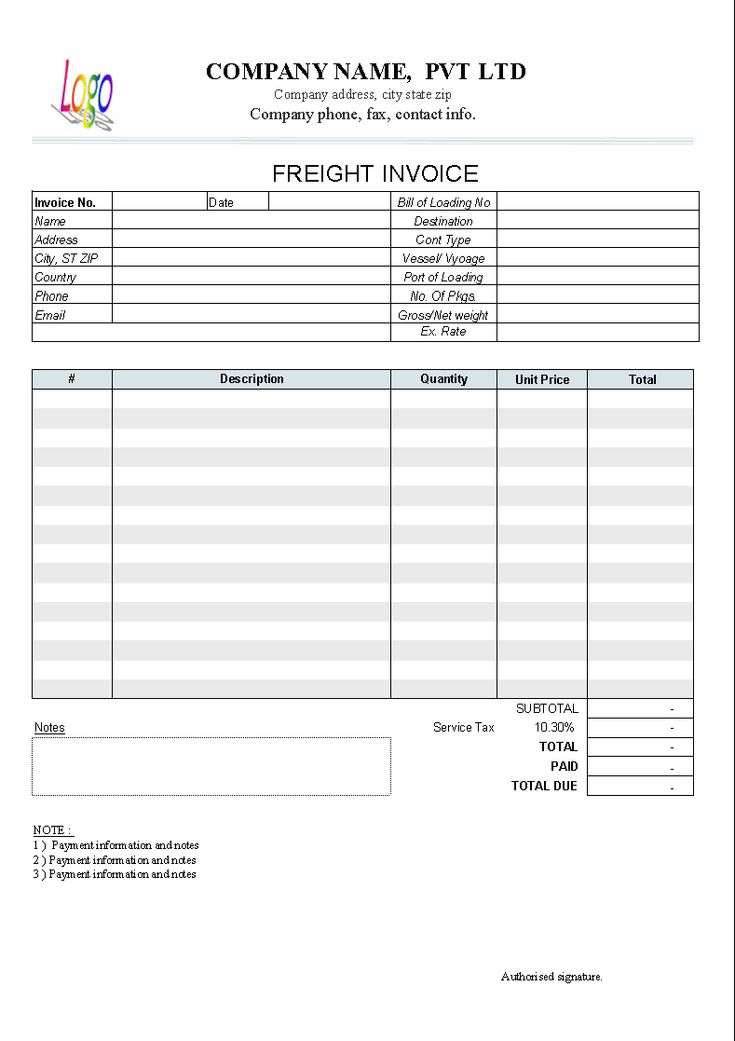 Logo
COMPANY NAME, PVT LTD
Company address, city state zip
Company phone, fax, contact info.
FREIGHT INVOICE
Invoice No. Date Bill of Loading No
Name Destination
Address Cont Type
City, ST ZIP Vessel/ Vyoage
Country Port of Loading
Phone No. Of Pkgs.
Email Gross/Net weight
Ex. Rate
# Description Quantity Unit Price Total
SUBTOTAL -
Notes Service Tax 10.30% -
TOTAL -
PAID -
TOTAL DUE -
NOTE :
1 ) Payment information and notes
2 ) Payment information and notes
3 ) Payment information and notes
Authorised signature.